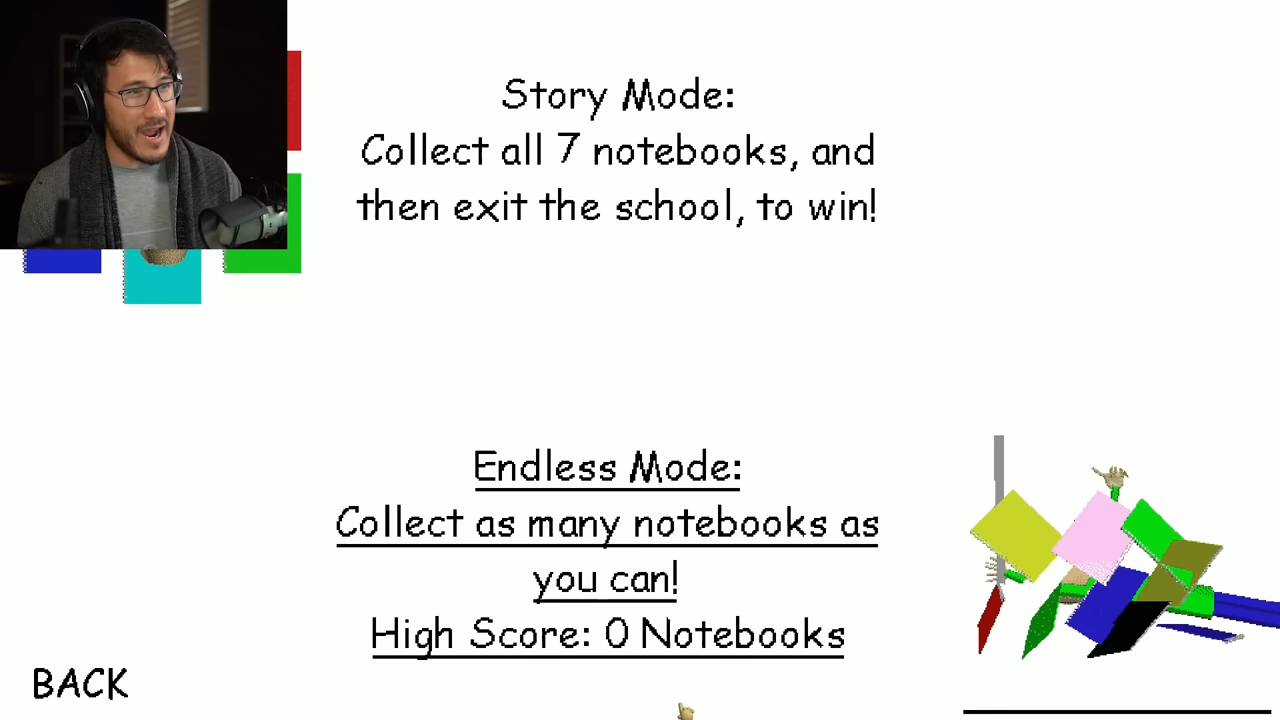 Story Mode:
Collect all 7 notebooks, and
then exit the school, to win!
Endless Mode:
Collect as many notebooks as
you can!
High Score: 0 Notebooks
BACK